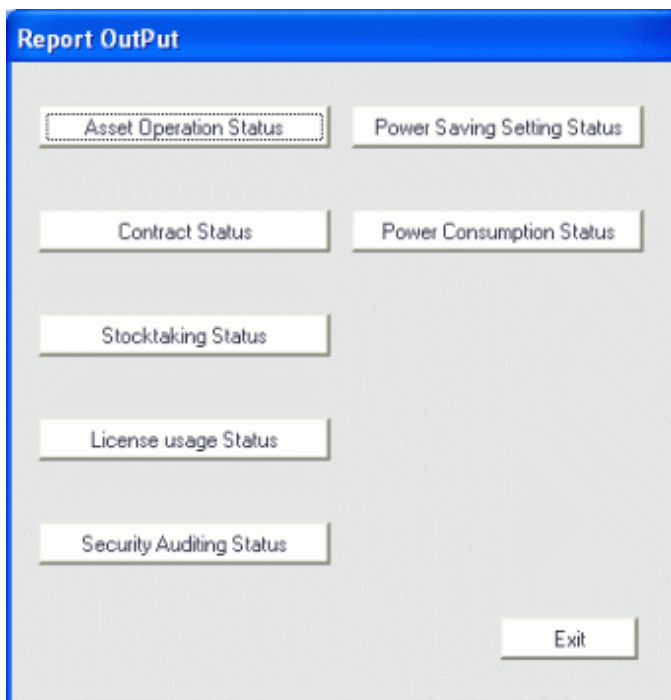 Report OutPut
Asset Operation Status
Power Saving Setting Status
Contract Status
Power Consumption Status
Stocktaking Status
License usage Status
Security Auditing Status
Exit